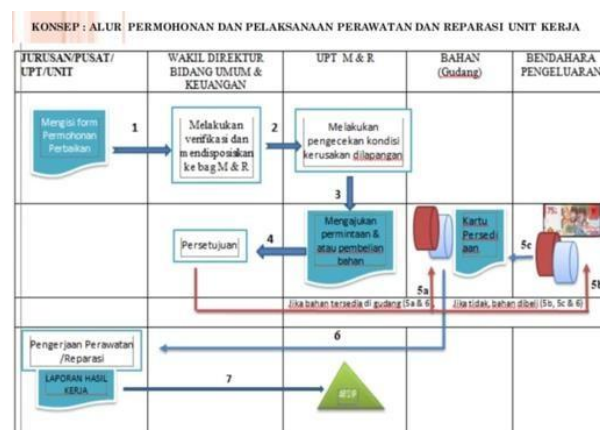 KONSEP : ALUR PERMOHONAN DAN PELAKSANAAN PERAWATAN DAN REPARASI UNIT KERJA
JURUSAN/PUSAT/
UPT/UNIT
WAKIL DIREKTUR
BIDANG UMUM &
KEUANGAN
UPT M & R
BAHAN
(Gudang)
BENDAHARA
PENGELUARAN
Mengisi form
Permohonan
Perbaikan
1
Melakukan
verifikasi dan
mendisposisikan
ke bag M & R
2
Melakukan
pengecekan kondisi
kerusakan dilapangan
3
Persetujuan
4
Mengajukan
permintaan &
atau pembelian
bahan
Kartu
Persedi
aan
5c
5a
5b
Jika bahan tersedia di gudang (5a & 6)
Jika tidak, bahan dibeli (5b, 5c & 6)
6
Pengerjaan Perawatan
/Reparasi
LAPORAN HASIL
KERJA
7